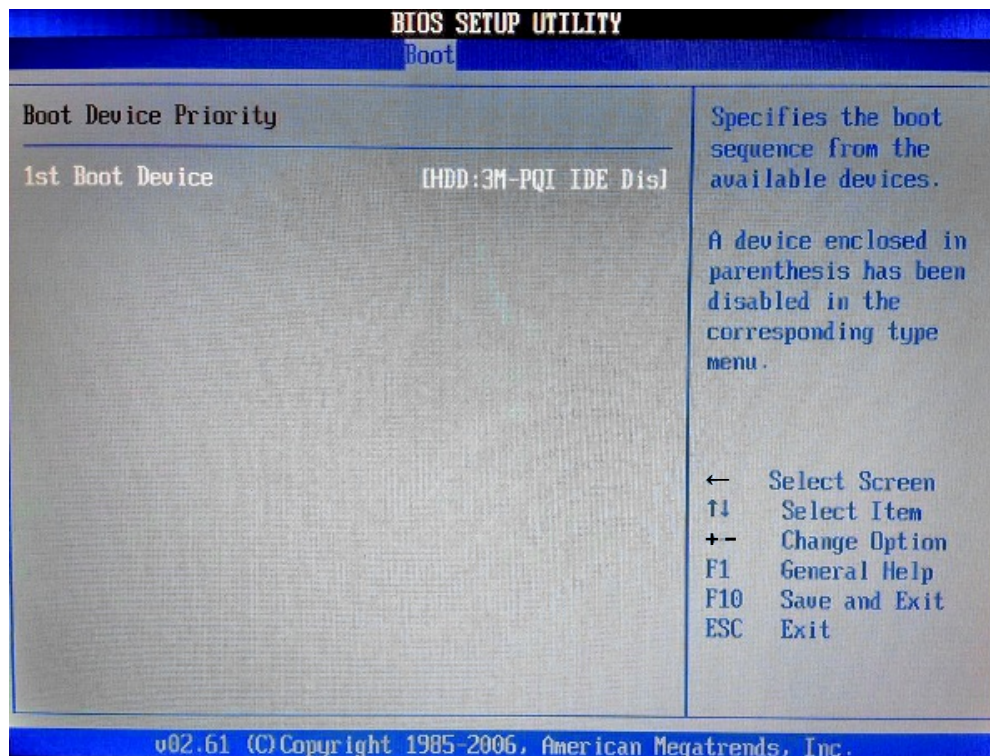 BIOS SETUP UTILITY
Boot
Boot Device Priority
1st Boot Device [HDD:3M-PQI IDE Dis]
Specifies the boot
sequence from the
available devices.
A device enclosed in
parenthesis has been
disabled in the
corresponding type
menu.
← Select Screen
↑↓ Select Item
+- Change Option
F1 General Help
F10 Save and Exit
ESC Exit
v02.61 (C)Copyright 1985-2006, American Megatrends, Inc.